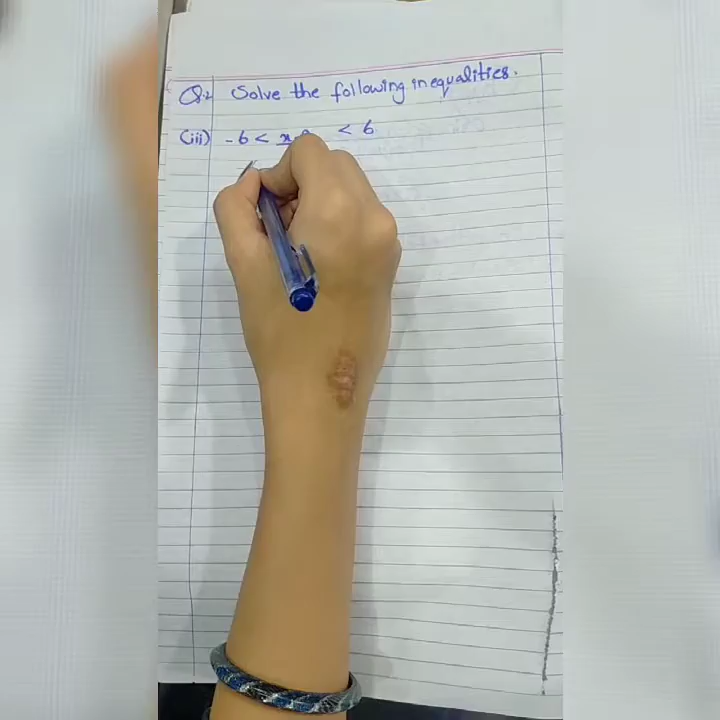 Q.2 Solve the following inequalities.
(iii) -6 < x < 6